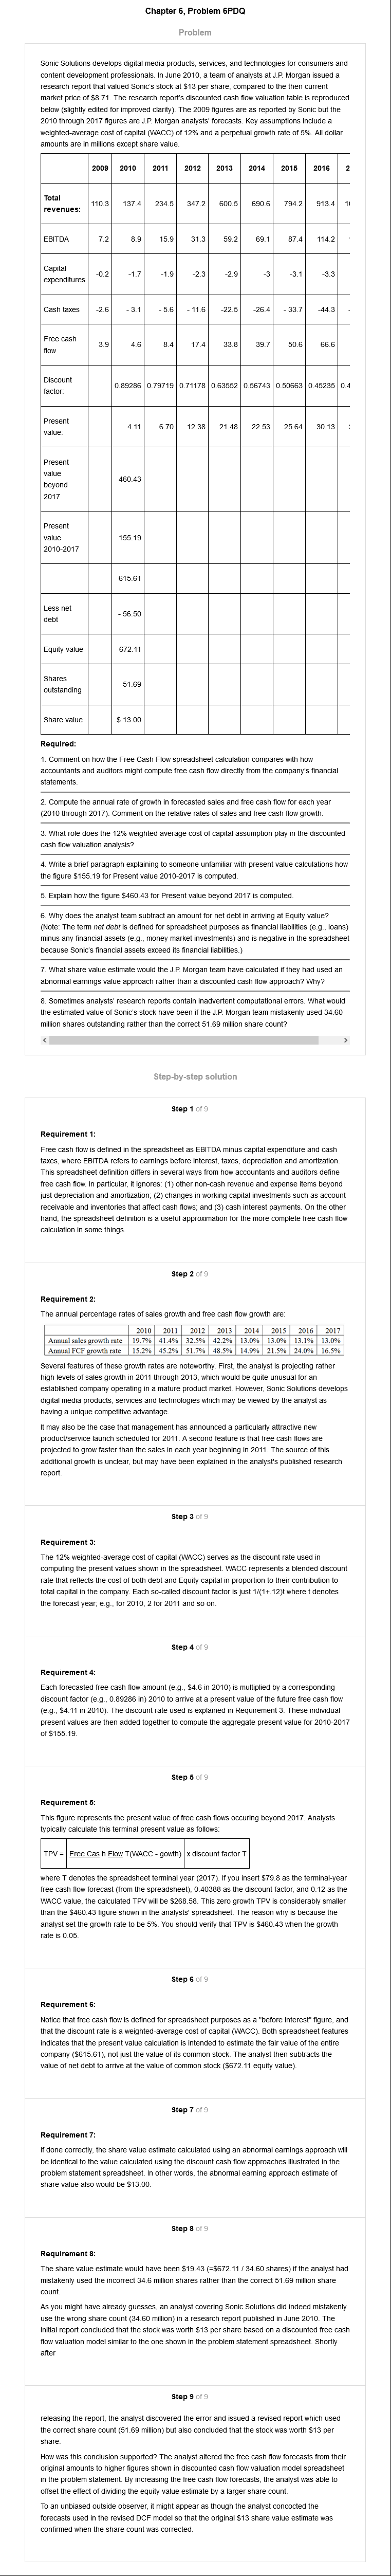 Chapter 6, Problem 6PDQ
Problem
Sonic Solutions develops digital media products, services, and technologies for consumers and
content development professionals. In June 2010, a team of analysts at J.P. Morgan issued a
research report that valued Sonic's stock at $13 per share, compared to the then current
market price of $8.71. The research report's discounted cash flow valuation table is reproduced
below (slightly edited for improved clarity). The 2009 figures are as reported by Sonic but the
2010 through 2017 figures are J.P. Morgan analysts' forecasts. Key assumptions include a
weighted-average cost of capital (WACC) of 12% and a perpetual growth rate of 5%. All dollar
amounts are in millions except share value.
2009 2010 2011 2012 2013 2014 2015 2016 2
Total
revenues: 110.3 137.4 234.5 347.2 600.5 690.6 794.2 913.4 1(
EBITDA 7.2 8.9 15.9 31.3 59.2 69.1 87.4 114.2
Capital
expenditures -0.2 -1.7 -1.9 -2.3 -2.9 -3 -3.1 -3.3
Cash taxes -2.6 - 3.1 - 5.6 - 11.6 -22.5 -26.4 - 33.7 -44.3 -
Free cash
flow 3.9 4.6 8.4 17.4 33.8 39.7 50.6 66.6
Discount
factor: 0.89286 0.79719 0.71178 0.63552 0.56743 0.50663 0.45235 0.4
Present
value: 4.11 6.70 12.38 21.48 22.53 25.64 30.13
Present
value
beyond
2017 460.43
Present
value
2010-2017 155.19
615.61
Less net
debt - 56.50
Equity value 672.11
Shares
outstanding 51.69
Share value $ 13.00
Required:
1. Comment on how the Free Cash Flow spreadsheet calculation compares with how
accountants and auditors might compute free cash flow directly from the company's financial
statements.
2. Compute the annual rate of growth in forecasted sales and free cash flow for each year
(2010 through 2017). Comment on the relative rates of sales and free cash flow growth.
3. What role does the 12% weighted average cost of capital assumption play in the discounted
cash flow valuation analysis?
4. Write a brief paragraph explaining to someone unfamiliar with present value calculations how
the figure $155.19 for Present value 2010-2017 is computed.
5. Explain how the figure $460.43 for Present value beyond 2017 is computed.
6. Why does the analyst team subtract an amount for net debt in arriving at Equity value?
(Note: The term net debt is defined for spreadsheet purposes as financial liabilities (e.g., loans)
minus any financial assets (e.g., money market investments) and is negative in the spreadsheet
because Sonic's financial assets exceed its financial liabilities.)
7. What share value estimate would the J.P. Morgan team have calculated if they had used an
abnormal earnings value approach rather than a discounted cash flow approach? Why?
8. Sometimes analysts' research reports contain inadvertent computational errors. What would
the estimated value of Sonic's stock have been if the J.P. Morgan team mistakenly used 34.60
million shares outstanding rather than the correct 51.69 million share count?
Step-by-step solution
Step 1 of 9
Requirement 1:
Free cash flow is defined in the spreadsheet as EBITDA minus capital expenditure and cash
taxes, where EBITDA refers to earnings before interest, taxes, depreciation and amortization.
This spreadsheet definition differs in several ways from how accountants and auditors define
free cash flow. In particular, it ignores: (1) other non-cash revenue and expense items beyond
just depreciation and amortization; (2) changes in working capital investments such as account
receivable and inventories that affect cash flows; and (3) cash interest payments. On the other
hand, the spreadsheet definition is a useful approximation for the more complete free cash flow
calculation in some things.
Step 2 of 9
Requirement 2:
The annual percentage rates of sales growth and free cash flow growth are:
2010 2011 2012 2013 2014 2015 2016 2017
Annual sales growth rate 19.7% 41.4% 32.5% 42.2% 13.0% 13.0% 13.1% 13.0%
Annual FCF growth rate 15.2% 45.2% 51.7% 48.5% 14.9% 21.5% 24.0% 16.5%
Several features of these growth rates are noteworthy. First, the analyst is projecting rather
high levels of sales growth in 2011 through 2013, which would be quite unusual for an
established company operating in a mature product market. However, Sonic Solutions develops
digital media products, services and technologies which may be viewed by the analyst as
having a unique competitive advantage.
It may also be the case that management has announced a particularly attractive new
product/service launch scheduled for 2011. A second feature is that free cash flows are
projected to grow faster than the sales in each year beginning in 2011. The source of this
additional growth is unclear, but may have been explained in the analyst's published research
report.
Step 3 of 9
Requirement 3:
The 12% weighted-average cost of capital (WACC) serves as the discount rate used in
computing the present values shown in the spreadsheet. WACC represents a blended discount
rate that reflects the cost of both debt and Equity capital in proportion to their contribution to
total capital in the company. Each so-called discount factor is just 1/(1+.12)t where t denotes
the forecast year; e.g., for 2010, 2 for 2011 and so on.
Step 4 of 9
Requirement 4:
Each forecasted free cash flow amount (e.g., $4.6 in 2010) is multiplied by a corresponding
discount factor (e.g., 0.89286 in) 2010 to arrive at a present value of the future free cash flow
(e.g., $4.11 in 2010). The discount rate used is explained in Requirement 3. These individual
present values are then added together to compute the aggregate present value for 2010-2017
of $155.19.
Step 5 of 9
Requirement 5:
This figure represents the present value of free cash flows occuring beyond 2017. Analysts
typically calculate this terminal present value as follows:
TPV = Free Cas h Flow T(WACC - gowth) x discount factor T
where T denotes the spreadsheet terminal year (2017). If you insert $79.8 as the terminal-year
free cash flow forecast (from the spreadsheet), 0.40388 as the discount factor, and 0.12 as the
WACC value, the calculated TPV will be $268.58. This zero growth TPV is considerably smaller
than the $460.43 figure shown in the analysts' spreadsheet. The reason why is because the
analyst set the growth rate to be 5%. You should verify that TPV is $460.43 when the growth
rate is 0.05.
Step 6 of 9
Requirement 6:
Notice that free cash flow is defined for spreadsheet purposes as a "before interest" figure, and
that the discount rate is a weighted-average cost of capital (WACC). Both spreadsheet features
indicates that the present value calculation is intended to estimate the fair value of the entire
company ($615.61), not just the value of its common stock. The analyst then subtracts the
value of net debt to arrive at the value of common stock ($672.11 equity value).
Step 7 of 9
Requirement 7:
If done correctly, the share value estimate calculated using an abnormal earnings approach will
be identical to the value calculated using the discount cash flow approaches illustrated in the
problem statement spreadsheet. In other words, the abnormal earning approach estimate of
share value also would be $13.00.
Step 8 of 9
Requirement 8:
The share value estimate would have been $19.43 (=$672.11 / 34.60 shares) if the analyst had
mistakenly used the incorrect 34.6 million shares rather than the correct 51.69 million share
count.
As you might have already guesses, an analyst covering Sonic Solutions did indeed mistakenly
use the wrong share count (34.60 million) in a research report published in June 2010. The
initial report concluded that the stock was worth $13 per share based on a discounted free cash
flow valuation model similar to the one shown in the problem statement spreadsheet. Shortly
after
Step 9 of 9
releasing the report, the analyst discovered the error and issued a revised report which used
the correct share count (51.69 million) but also concluded that the stock was worth $13 per
share.
How was this conclusion supported? The analyst altered the free cash flow forecasts from their
original amounts to higher figures shown in discounted cash flow valuation model spreadsheet
in the problem statement. By increasing the free cash flow forecasts, the analyst was able to
offset the effect of dividing the equity value estimate by a larger share count.
To an unbiased outside observer, it might appear as though the analyst concocted the
forecasts used in the revised DCF model so that the original $13 share value estimate was
confirmed when the share count was corrected.